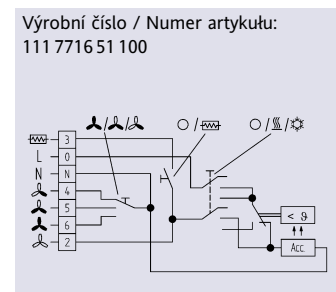 Výrobní číslo / Numer artykułu:
111 7716 51 100
/ /
/
/ /
3
L 0
N N
4
5
6
2
< ϑ
Acc.